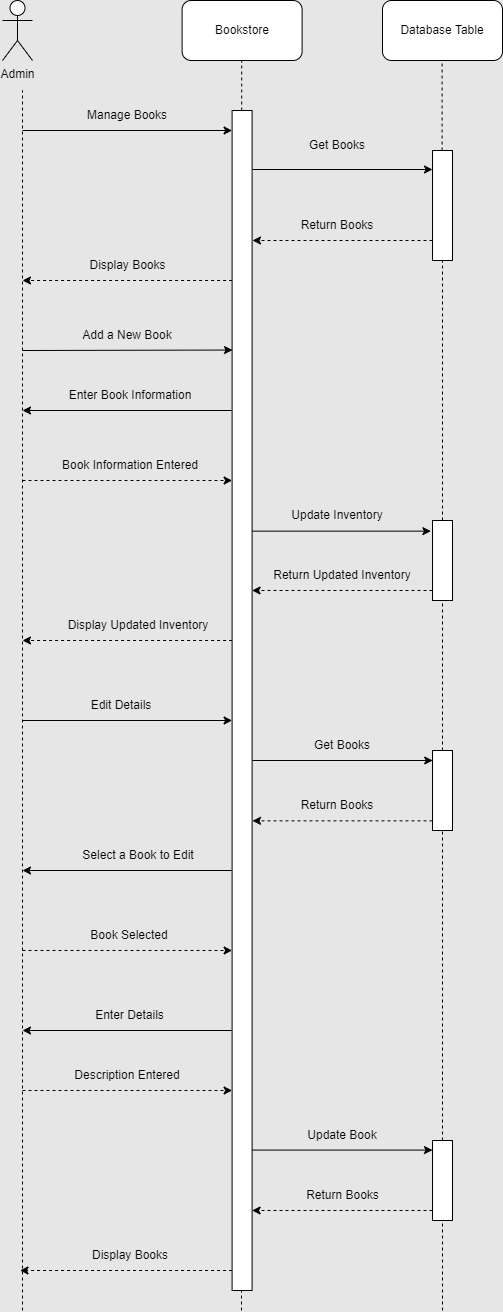 Bookstore
Database Table
Admin
Manage Books
Get Books
Return Books
Display Books
Add a New Book
Enter Book Information
Book Information Entered
Update Inventory
Return Updated Inventory
Display Updated Inventory
Edit Details
Get Books
Return Books
Select a Book to Edit
Book Selected
Enter Details
Description Entered
Update Book
Return Books
Display Books